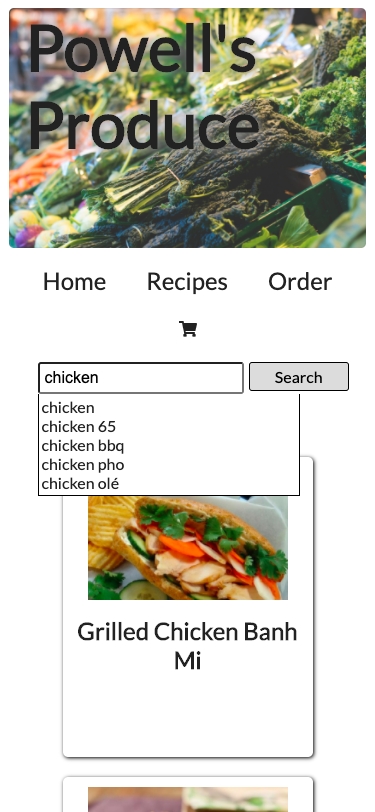 Powell's
Produce
Home Recipes Order
chicken Search
chicken
chicken 65
chicken bbq
chicken pho
chicken olé
Grilled Chicken Banh
Mi